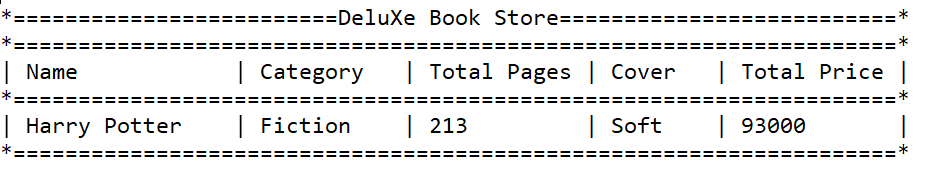 *=========================DeluXe Book Store==========================*
*====================================================================*
| Name            | Category   | Total Pages | Cover   | Total Price |
*====================================================================*
| Harry Potter    | Fiction    | 213         | Soft    | 93000       |
*====================================================================*